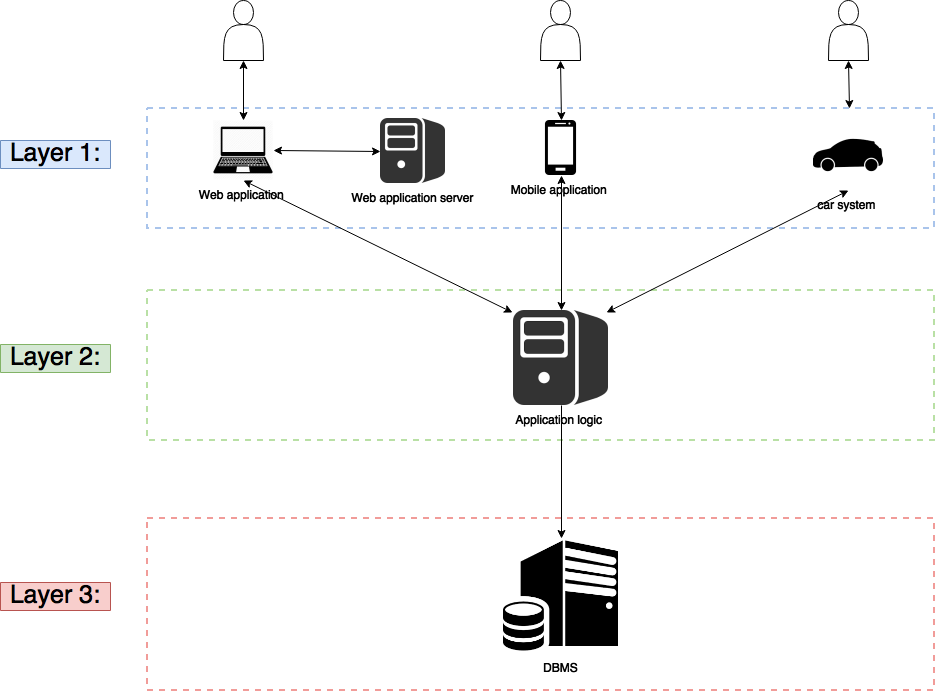 Layer 1:
Web application
Web application server
Mobile application
car system
Layer 2:
Application logic
Layer 3:
DBMS